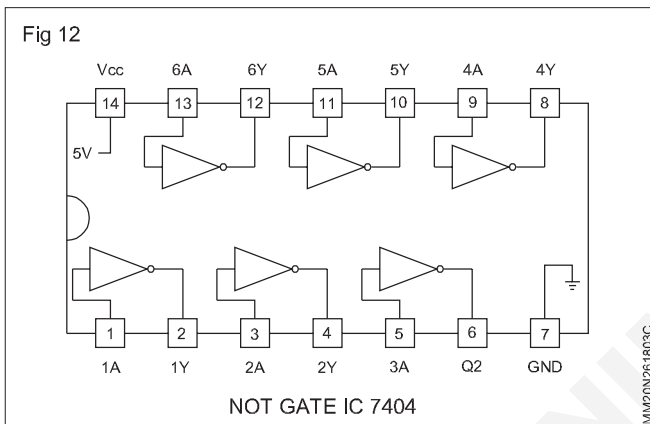 Fig 12
Vcc 6A 6Y 5A 5Y 4A 4Y
14 13 12 11 10 9 8
5V
1 2 3 4 5 6 7
1A 1Y 2A 2Y 3A Q2 GND
NOT GATE IC 7404
MM20N261803C